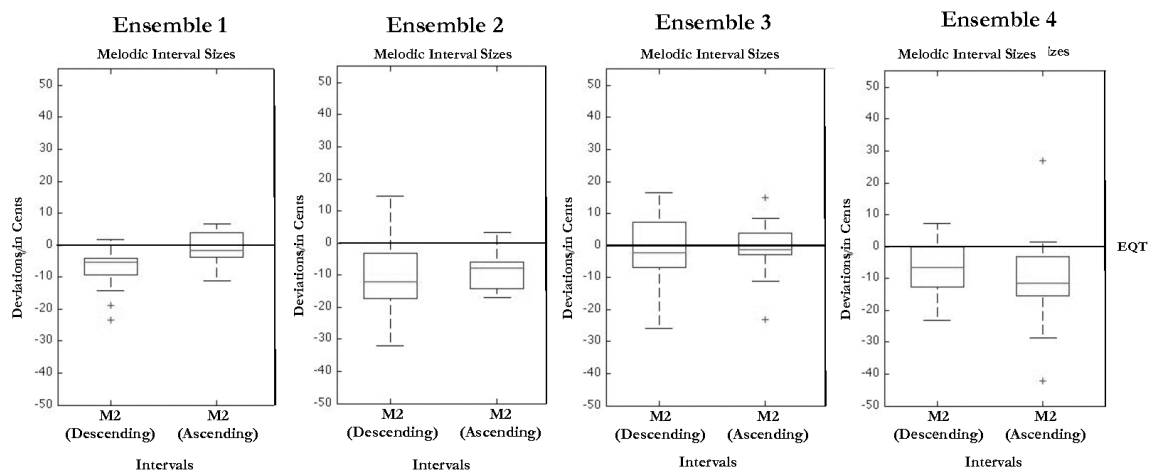 Ensemble 1
Melodic Interval Sizes
50
40
30
20
10
0
-10
-20
-30
-40
-50
Deviations/in Cents
M2
(Descending)
M2
(Ascending)
Intervals
Ensemble 2
Melodic Interval Sizes
50
40
30
20
10
0
-10
-20
-30
-40
-50
Deviations/in Cents
M2
(Descending)
M2
(Ascending)
Intervals
Ensemble 3
Melodic Interval Sizes
50
40
30
20
10
0
-10
-20
-30
-40
-50
Deviations/in Cents
M2
(Descending)
M2
(Ascending)
Intervals
Ensemble 4
Melodic Interval Sizes izes
50
40
30
20
10
0
-10
-20
-30
-40
-50
Deviations/in Cents
M2
(Descending)
M2
(Ascending)
Intervals
EQT